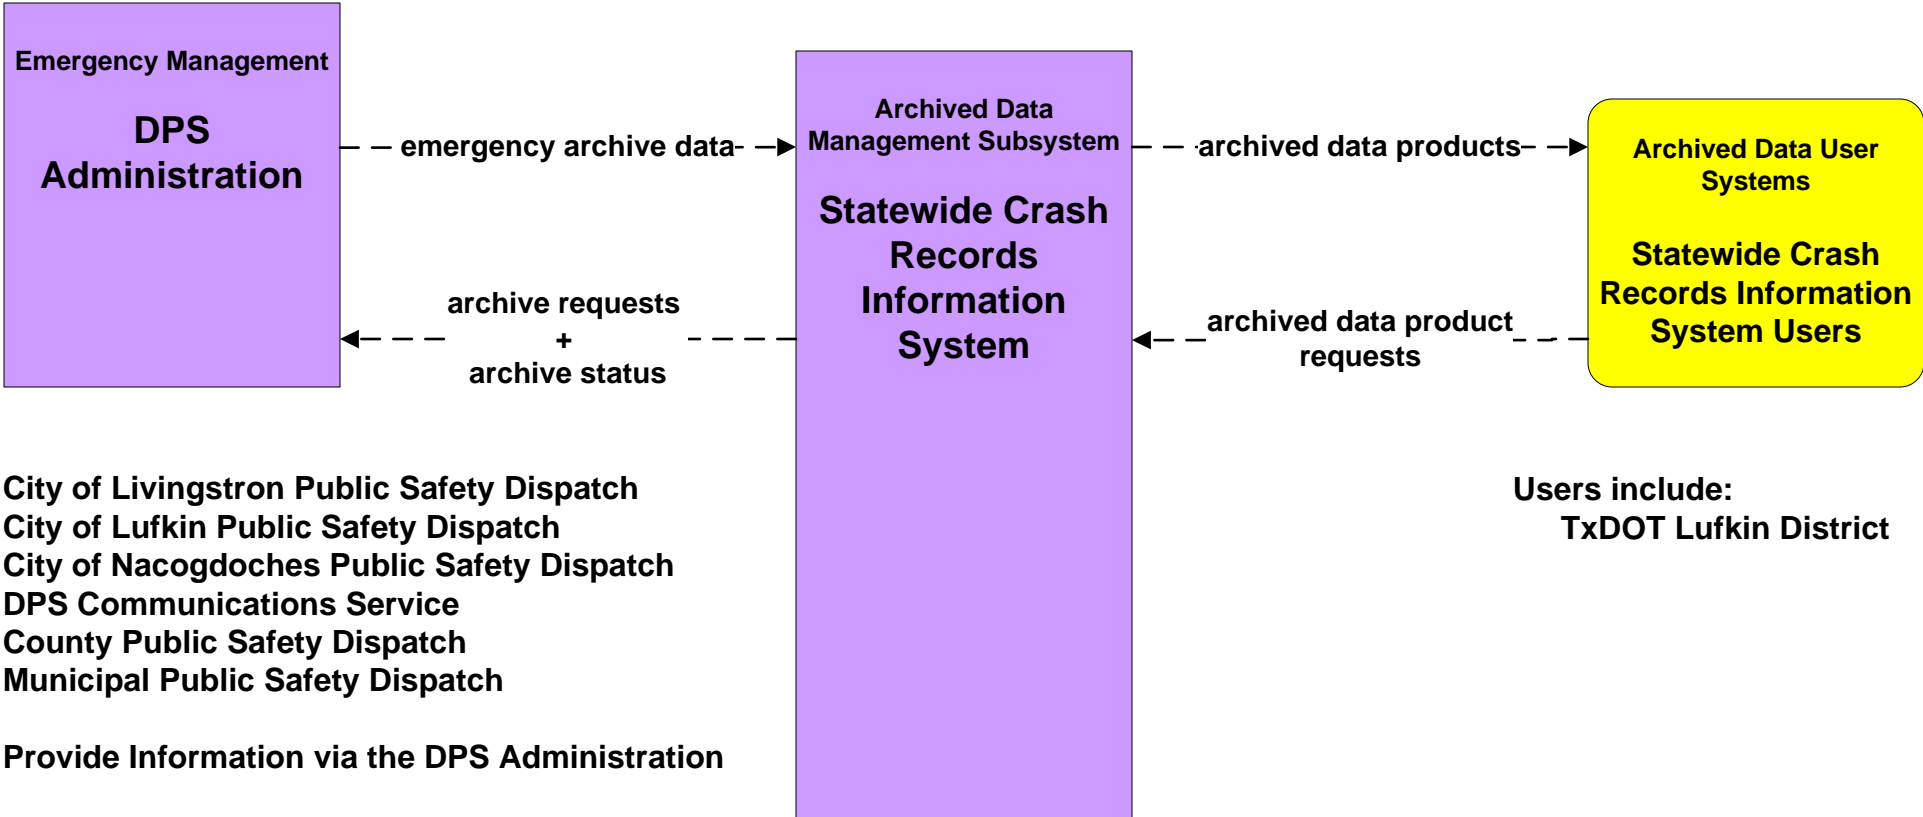 Emergency Management
DPS
Administration
emergency archive data
archive requests
+
archive status
Archived Data
Management Subsystem
Statewide Crash
Records
Information
System
archived data products
archived data product
requests
Archived Data User
Systems
Statewide Crash
Records Information
System Users
City of Livingstron Public Safety Dispatch
City of Lufkin Public Safety Dispatch
City of Nacogdoches Public Safety Dispatch
DPS Communications Service
County Public Safety Dispatch
Municipal Public Safety Dispatch
Provide Information via the DPS Administration
Users include:
TxDOT Lufkin District